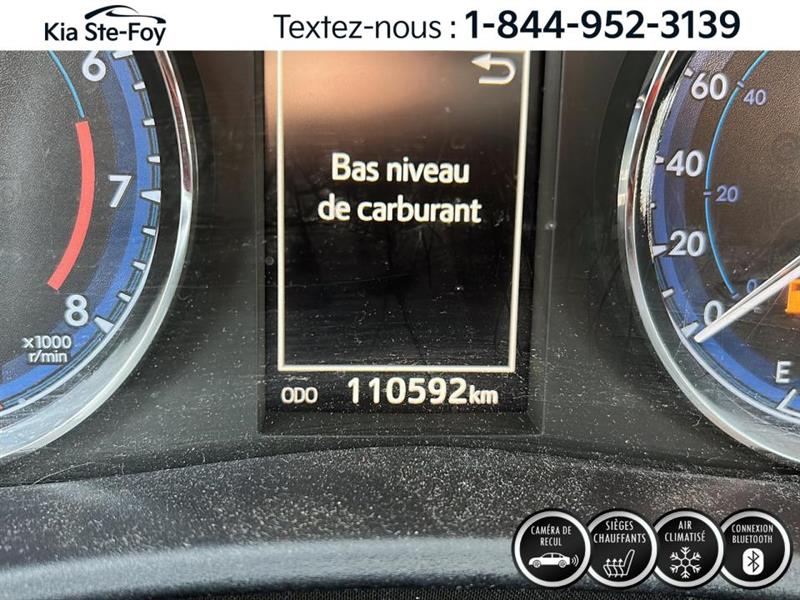 Kia Ste-Foy
Textez-nous : 1-844-952-3139
6
7
8
x1000
r/min
Bas niveau
de carburant
ODO 110592km
60
40
20
0
40
20
0
E
CAMÉRA DE
RECUL
SIÈGES
CHAUFFANTS
AIR
CLIMATISÉ
CONNEXION
BLUETOOTH